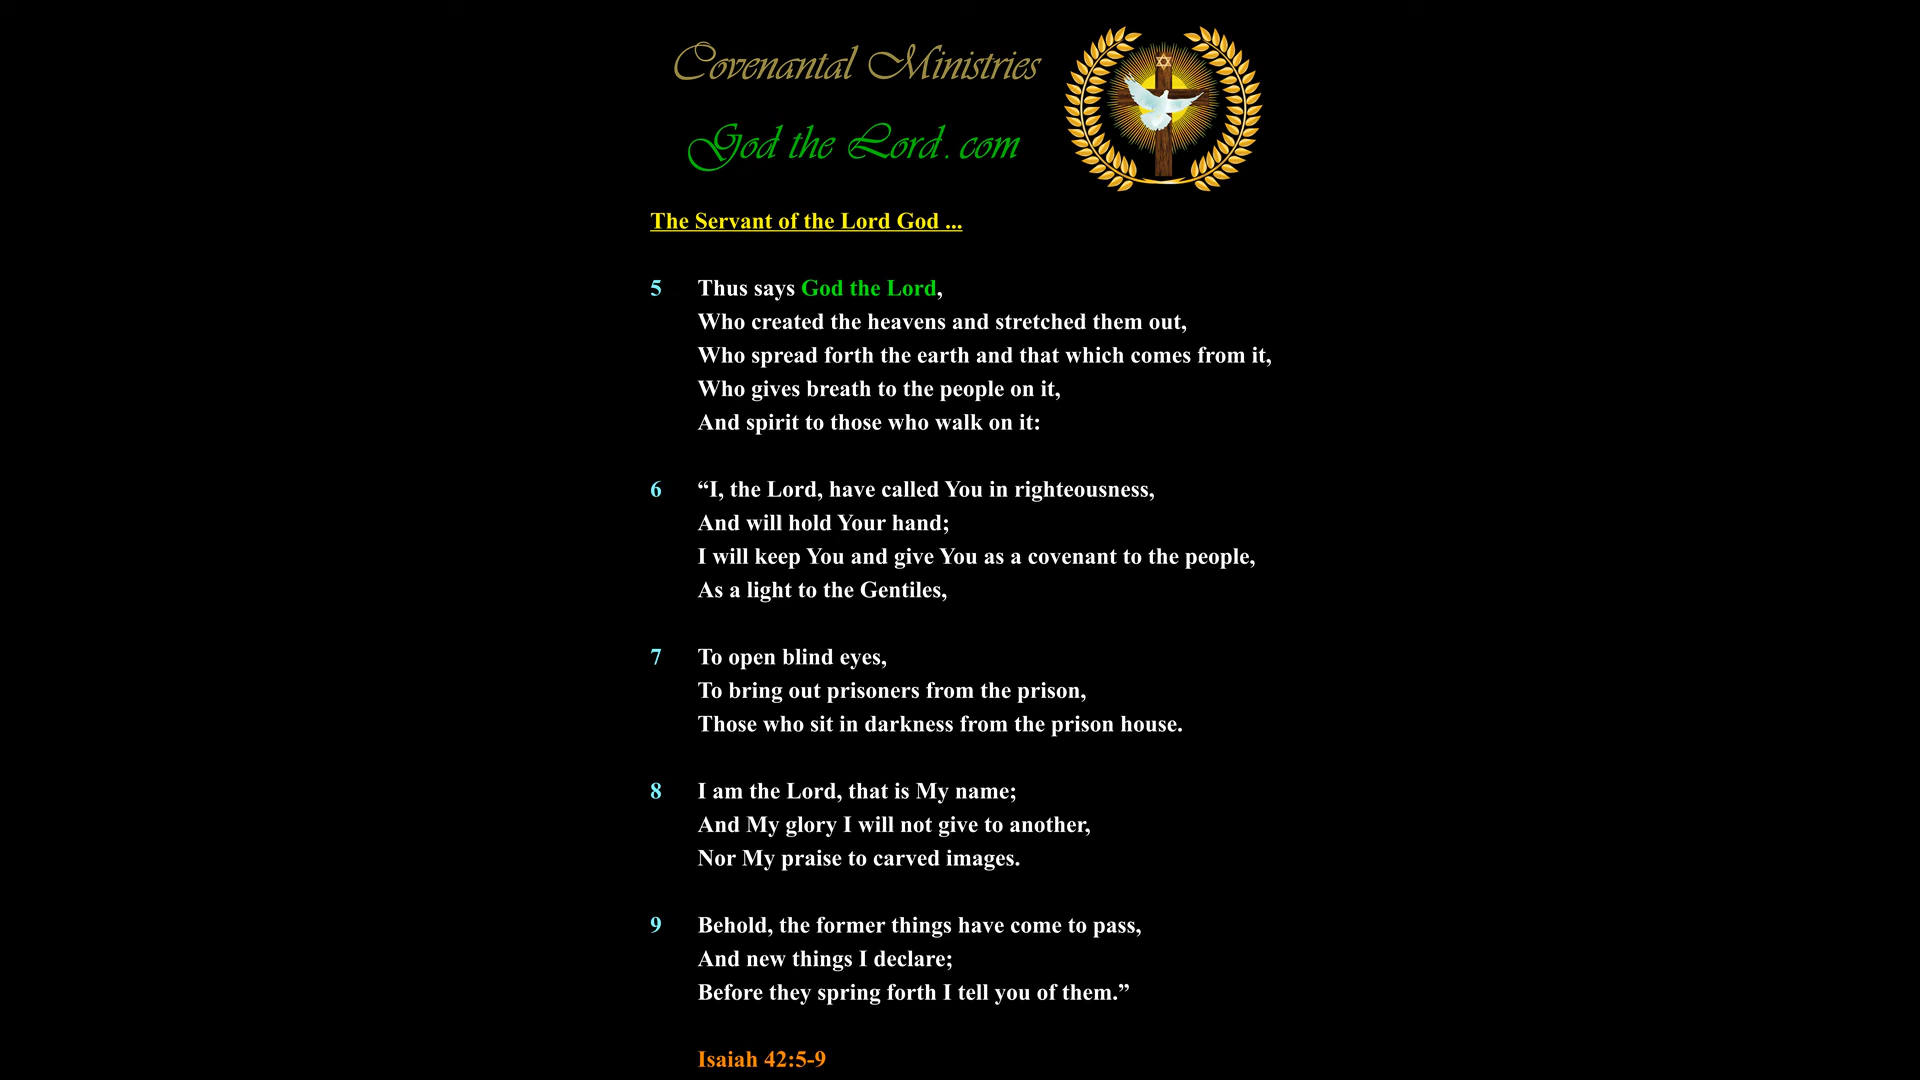 Covenantal Ministries
God the Lord . com
The Servant of the Lord God ...
5 Thus says God the Lord,
Who created the heavens and stretched them out,
Who spread forth the earth and that which comes from it,
Who gives breath to the people on it,
And spirit to those who walk on it:
6 “I, the Lord, have called You in righteousness,
And will hold Your hand;
I will keep You and give You as a covenant to the people,
As a light to the Gentiles,
7 To open blind eyes,
To bring out prisoners from the prison,
Those who sit in darkness from the prison house.
8 I am the Lord, that is My name;
And My glory I will not give to another,
Nor My praise to carved images.
9 Behold, the former things have come to pass,
And new things I declare;
Before they spring forth I tell you of them.”
Isaiah 42:5-9